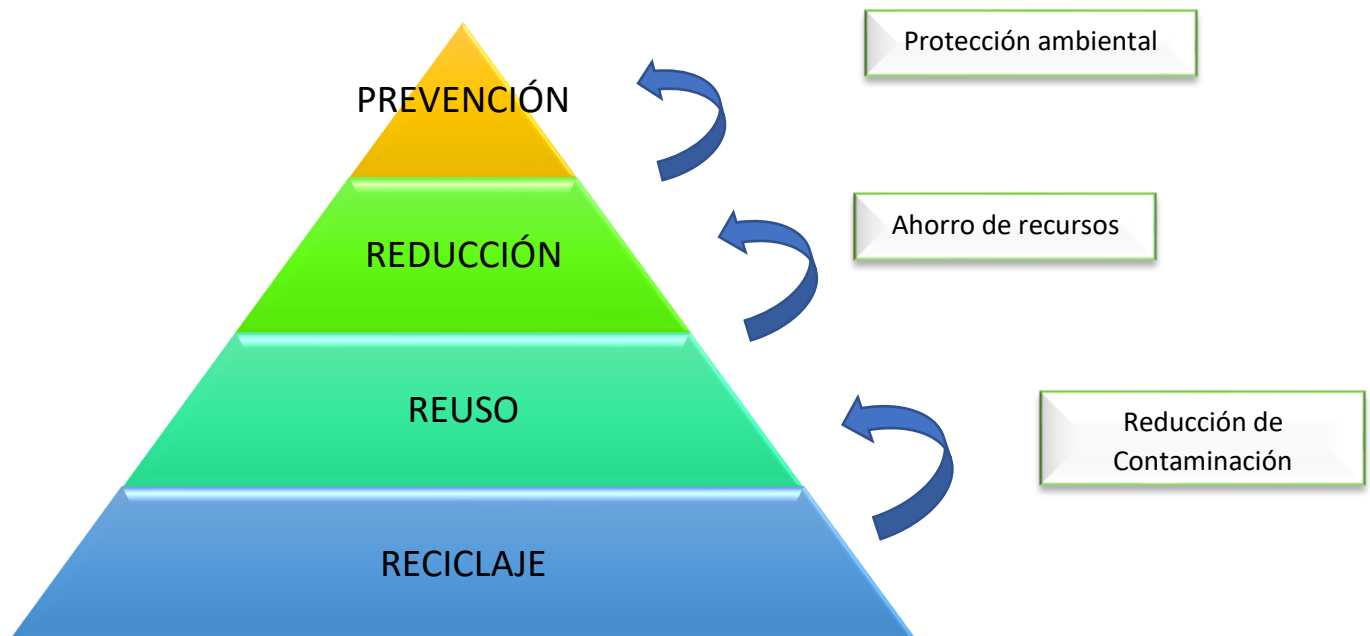 Protección ambiental
PREVENCIÓN
Ahorro de recursos
REDUCCIÓN
REUSO
Reducción de
Contaminación
RECICLAJE